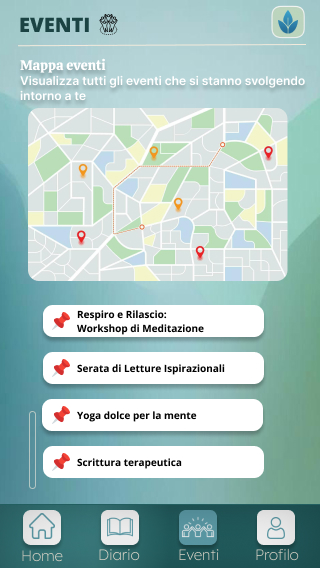 EVENTI
Mappa eventi
Visualizza tutti gli eventi che si stanno svolgendo
intorno a te
Respiro e Rilascio:
Workshop di Meditazione
Serata di Letture Ispirazionali
Yoga dolce per la mente
Scrittura terapeutica
Home Diario Eventi Profilo